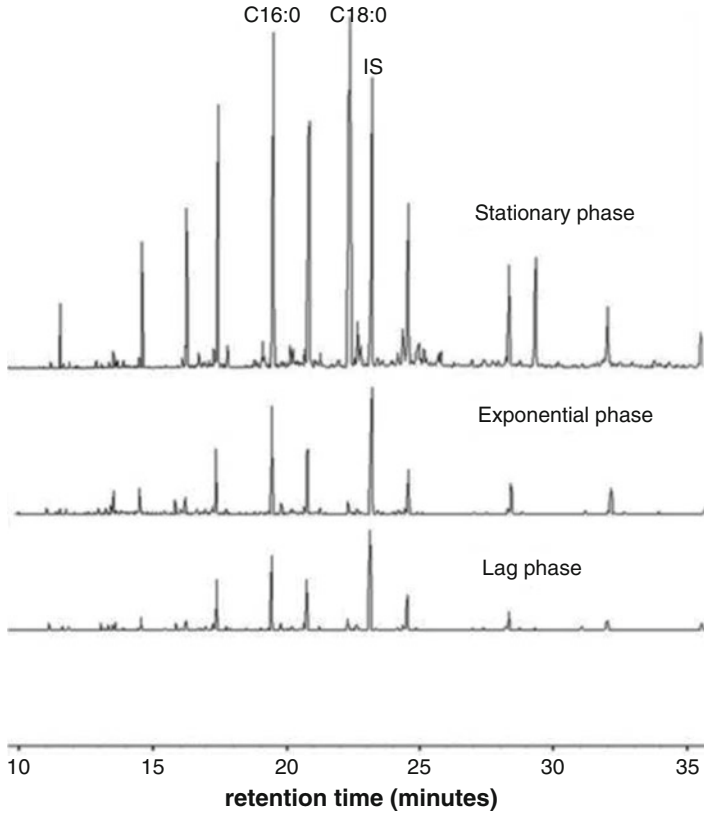 C16:0 C18:0
IS
Stationary phase
Exponential phase
Lag phase
10 15 20 25 30 35
retention time (minutes)